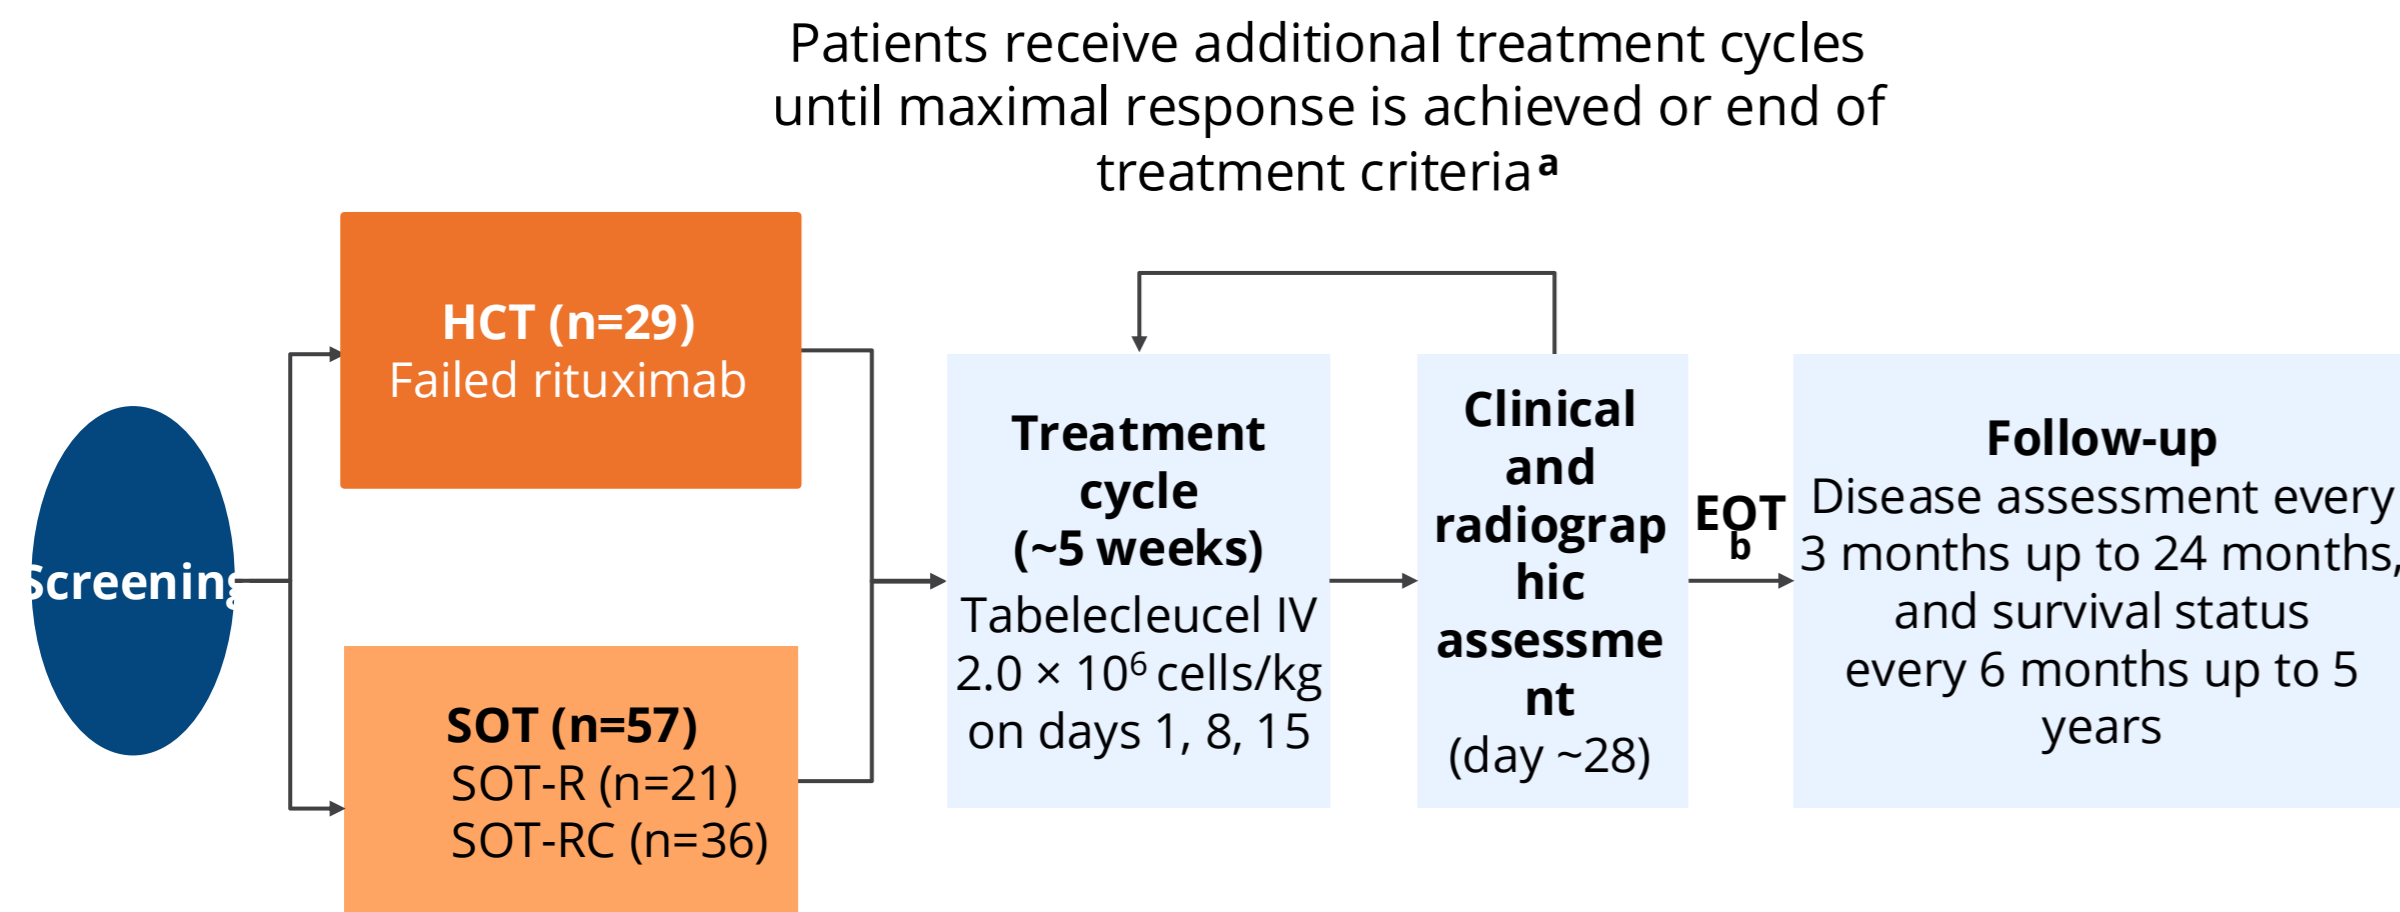 Patients receive additional treatment cycles
until maximal response is achieved or end of
treatment criteriaᵃ
HCT (n=29)
Failed rituximab
Screening
SOT (n=57)
SOT-R (n=21)
SOT-RC (n=36)
Treatment
cycle
(~5 weeks)
Tabelecleucel IV
2.0 × 10⁶ cells/kg
on days 1, 8, 15
Clinical
and
radiograp
hic
assessme
nt
(day ~28)
EOT
b
Follow-up
Disease assessment every
3 months up to 24 months,
and survival status
every 6 months up to 5
years